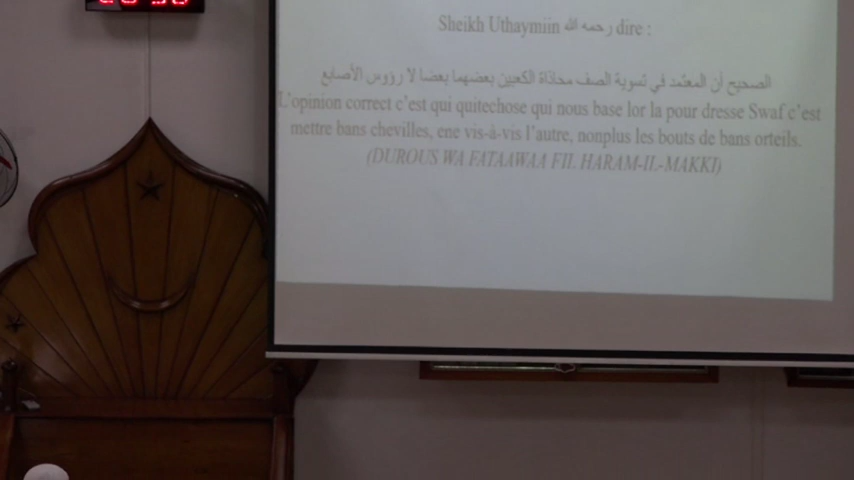 Sheikh Uthaymiin رحمه الله dire :
الصحيح أن المعتمد في تسوية الصف محاذاة الكعبين بعضهما بعضا لا رؤوس الأصابع
L'opinion correct c'est qui quitechose qui nous base lor la pour dresse Swaf c'est
mettre bans chevilles, ene vis-à-vis l'autre, nonplus les bouts de bans orteils.
(DUROUS WA FATAAWAA FIL HARAM-IL-MAKKI)